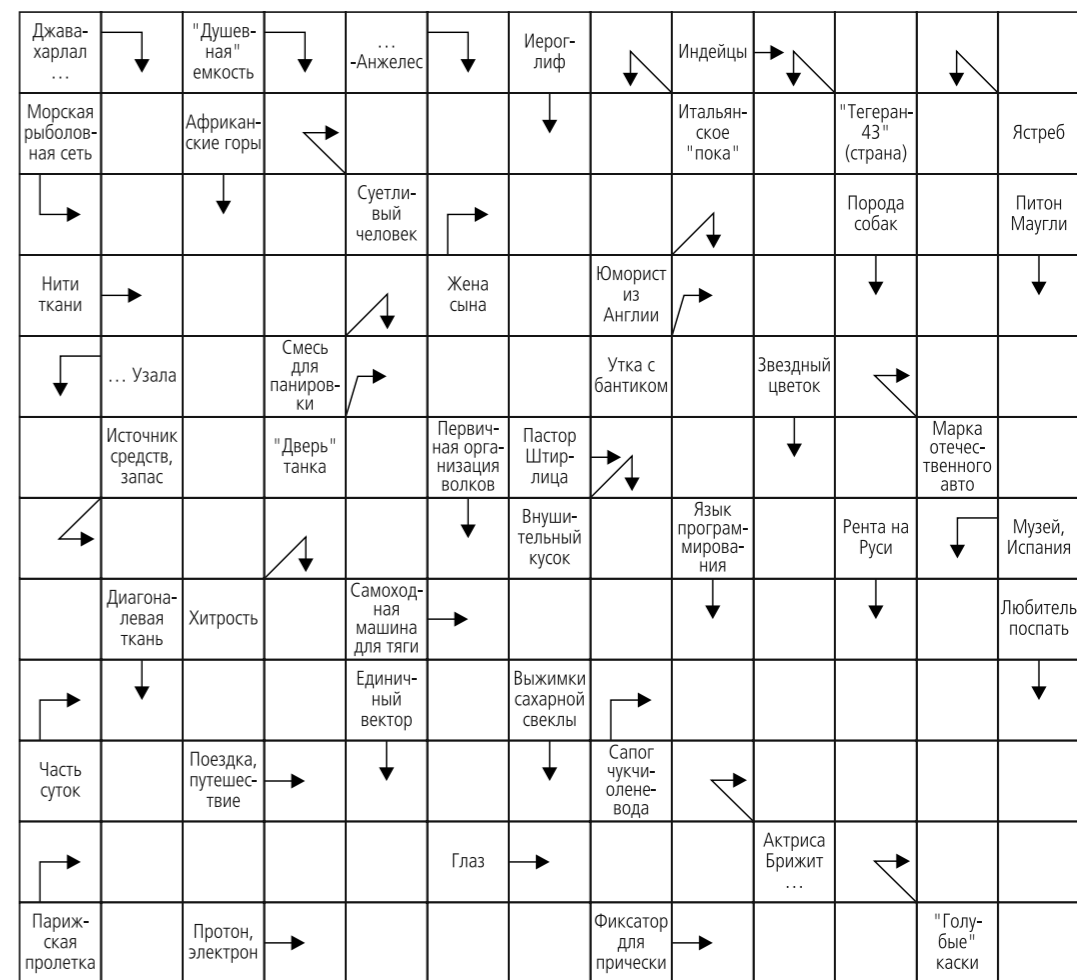 Джава-
харлал
...
"Душев-
ная"
емкость
...
-Анжелес
Иерог-
лиф
Индейцы
Морская
рыболов-
ная сеть
Африкан-
ские горы
Итальян-
ское
"пока"
"Тегеран-
43"
(страна)
Ястреб
Суетли-
вый
человек
Порода
собак
Питон
Маугли
Нити
ткани
Жена
сына
Юморист
из
Англии
... Узала
Смесь
для
паниров-
ки
Утка с
бантиком
Звездный
цветок
Источник
средств,
запас
"Дверь"
танка
Первич-
ная орга-
низация
волков
Пастор
Штир-
лица
Марка
отечес-
твенного
авто
Внуши-
тельный
кусок
Язык
програм-
мирова-
ния
Рента на
Руси
Музей,
Испания
Диагона-
левая
ткань
Хитрость
Самоход-
ная
машина
для тяги
Любитель
поспать
Единич-
ный
вектор
Выжимки
сахарной
свеклы
Часть
суток
Поездка,
путешес-
твие
Сапог
чукчи-
олене-
вода
Глаз
Актриса
Брижит
...
Париж-
ская
пролетка
Протон,
электрон
Фиксатор
для
прически
"Голу-
бые"
каски